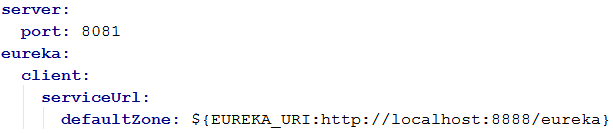 server:
  port: 8081
eureka:
  client:
    serviceUrl:
      defaultZone: ${EUREKA_URI:http://localhost:8888/eureka}